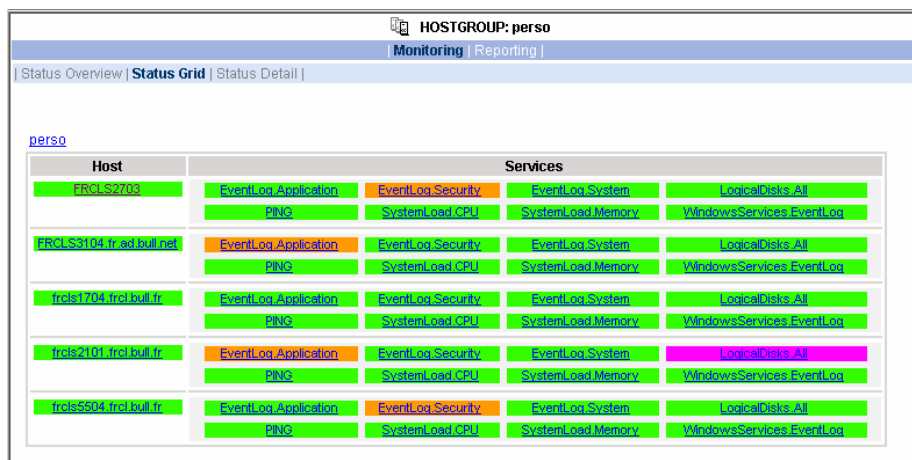 HOSTGROUP: perso
| Monitoring | Reporting |
| Status Overview | Status Grid | Status Detail |
perso
Host Services
FRCLS2703 EventLog.Application EventLog.Security EventLog.System LogicalDisks.All
PING SystemLoad.CPU SystemLoad.Memory WindowsServices.EventLog
FRCLS3104.fr.ad.bull.net EventLog.Application EventLog.Security EventLog.System LogicalDisks.All
PING SystemLoad.CPU SystemLoad.Memory WindowsServices.EventLog
frcls1704.frcl.bull.fr EventLog.Application EventLog.Security EventLog.System LogicalDisks.All
PING SystemLoad.CPU SystemLoad.Memory WindowsServices.EventLog
frcls2101.frcl.bull.fr EventLog.Application EventLog.Security EventLog.System LogicalDisks.All
PING SystemLoad.CPU SystemLoad.Memory WindowsServices.EventLog
frcls5504.frcl.bull.fr EventLog.Application EventLog.Security EventLog.System LogicalDisks.All
PING SystemLoad.CPU SystemLoad.Memory WindowsServices.EventLog